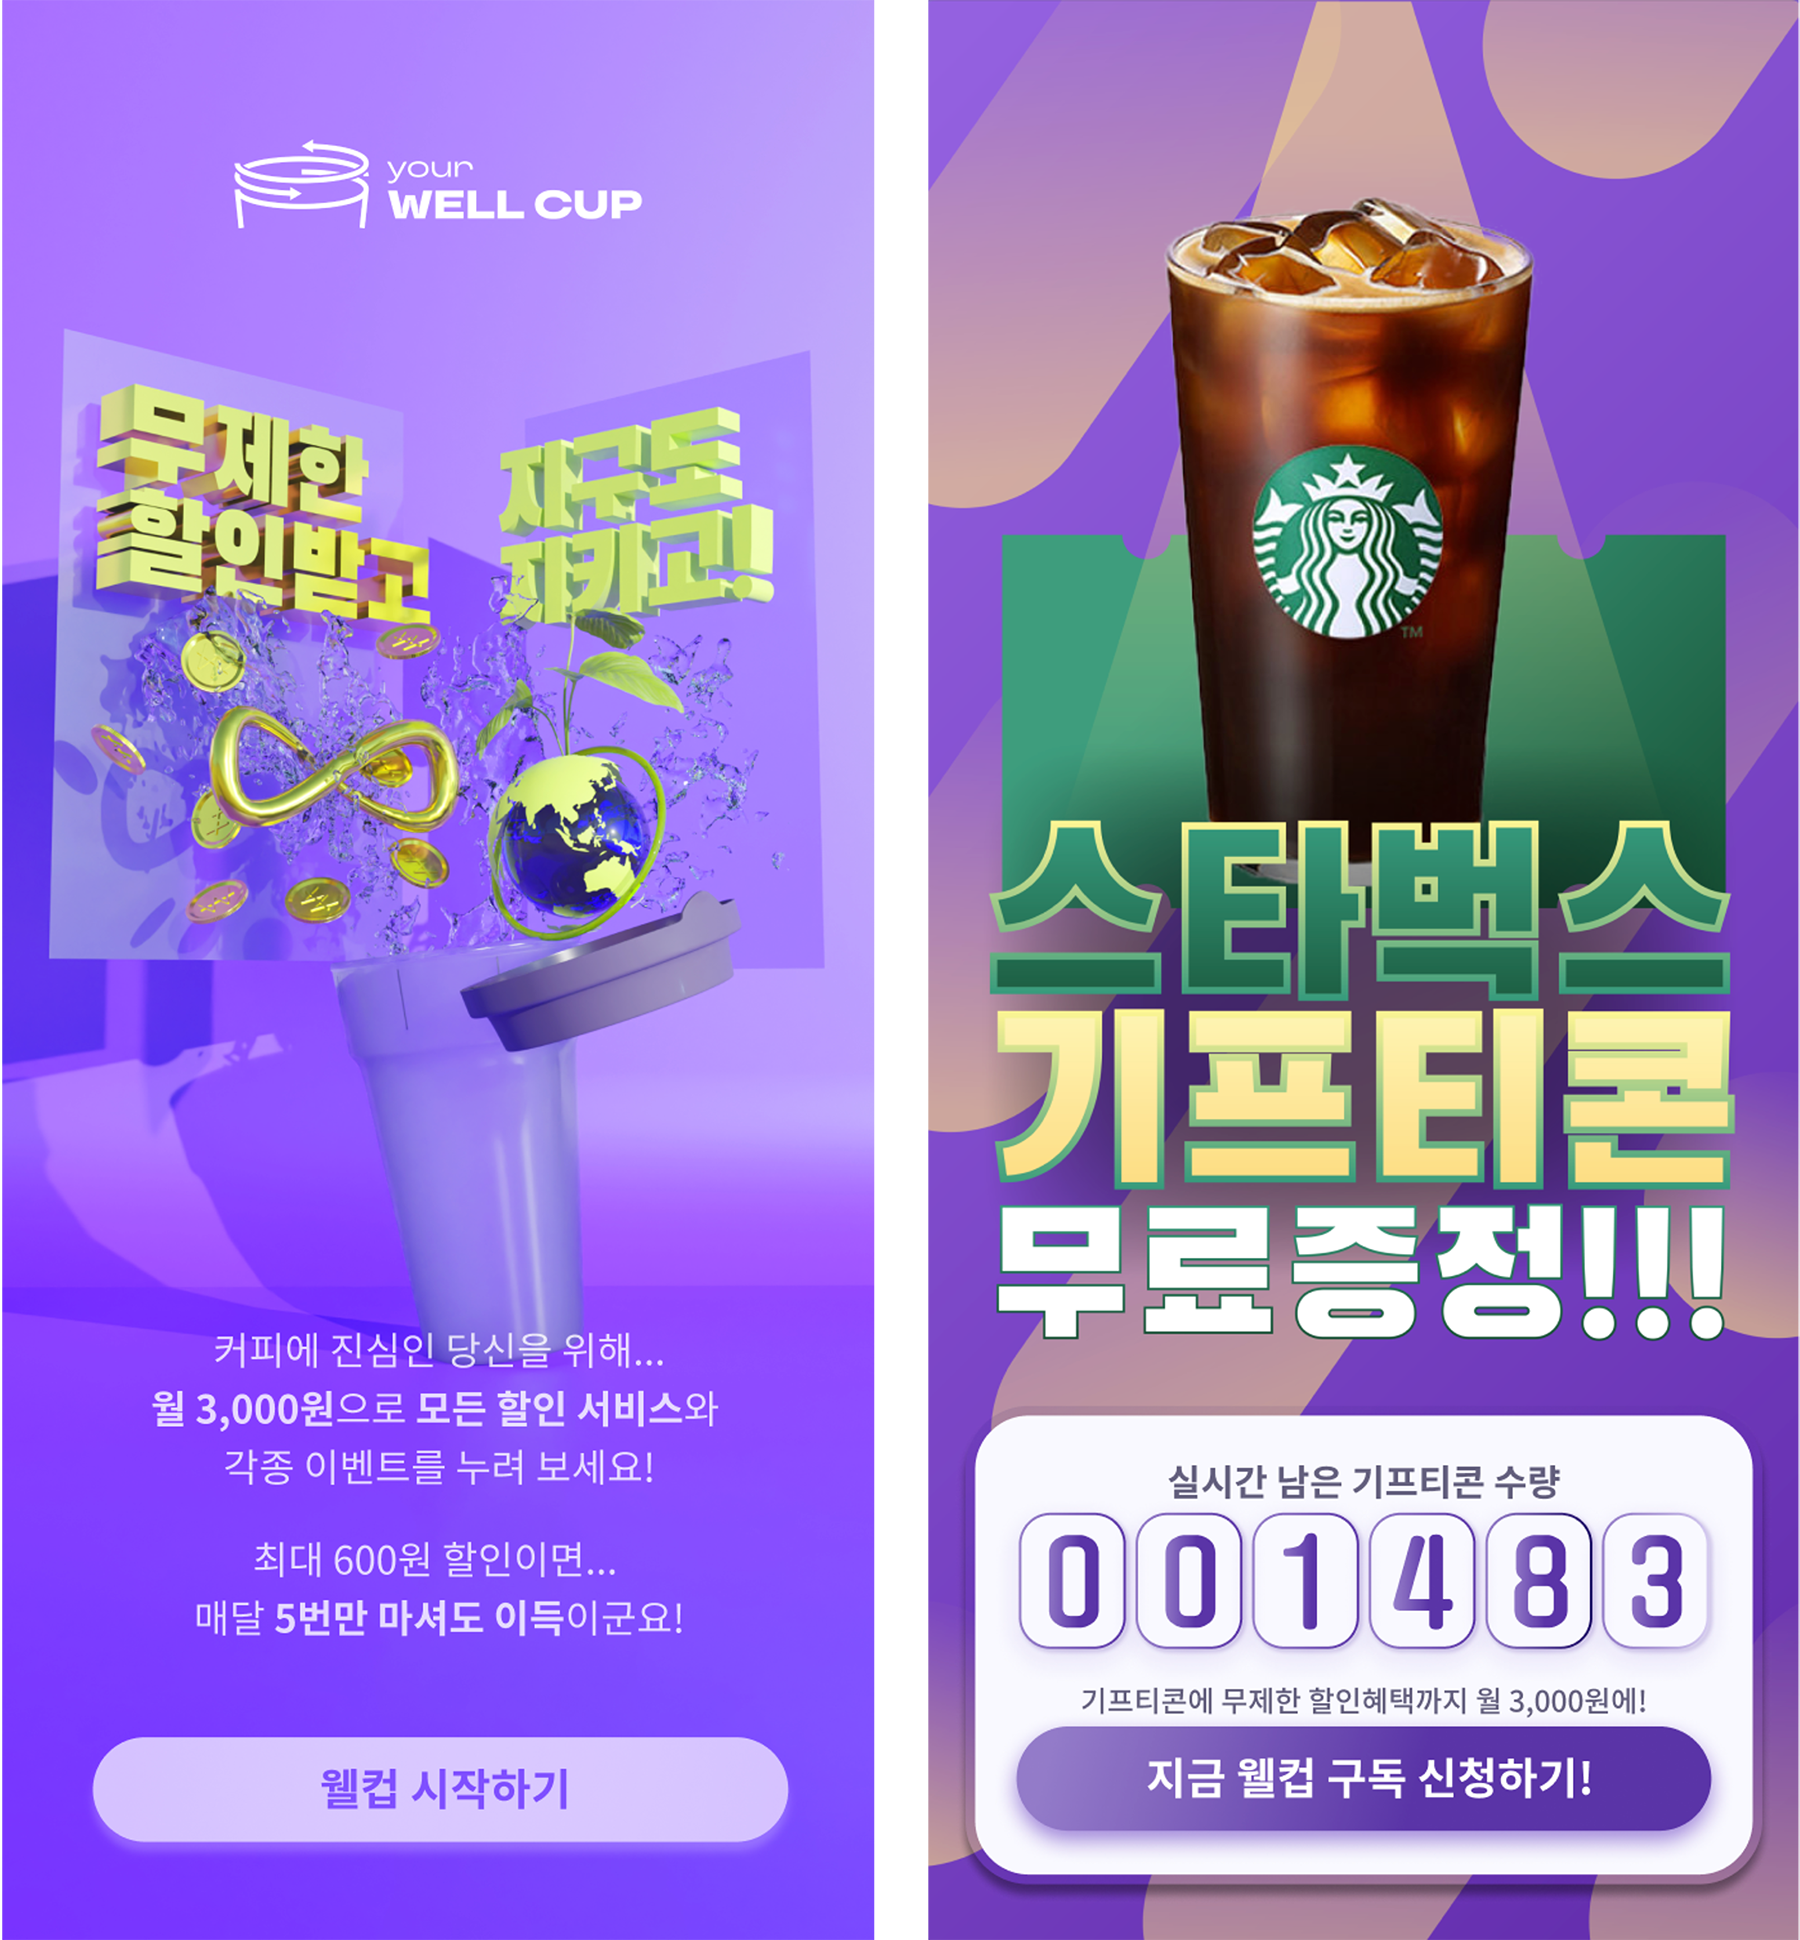 your
WELL CUP
무제한
할인받고
지구도
지키고!
커피에 진심인 당신을 위해...
월 3,000원으로 모든 할인 서비스와
각종 이벤트를 누려 보세요!
최대 600원 할인이면...
매달 5번만 마셔도 이득이군요!
웰컵 시작하기
TM
스타벅스
기프티콘
무료증정!!!
실시간 남은 기프티콘 수량
001483
기프티콘에 무제한 할인혜택까지 월 3,000원에!
지금 웰컵 구독 신청하기!